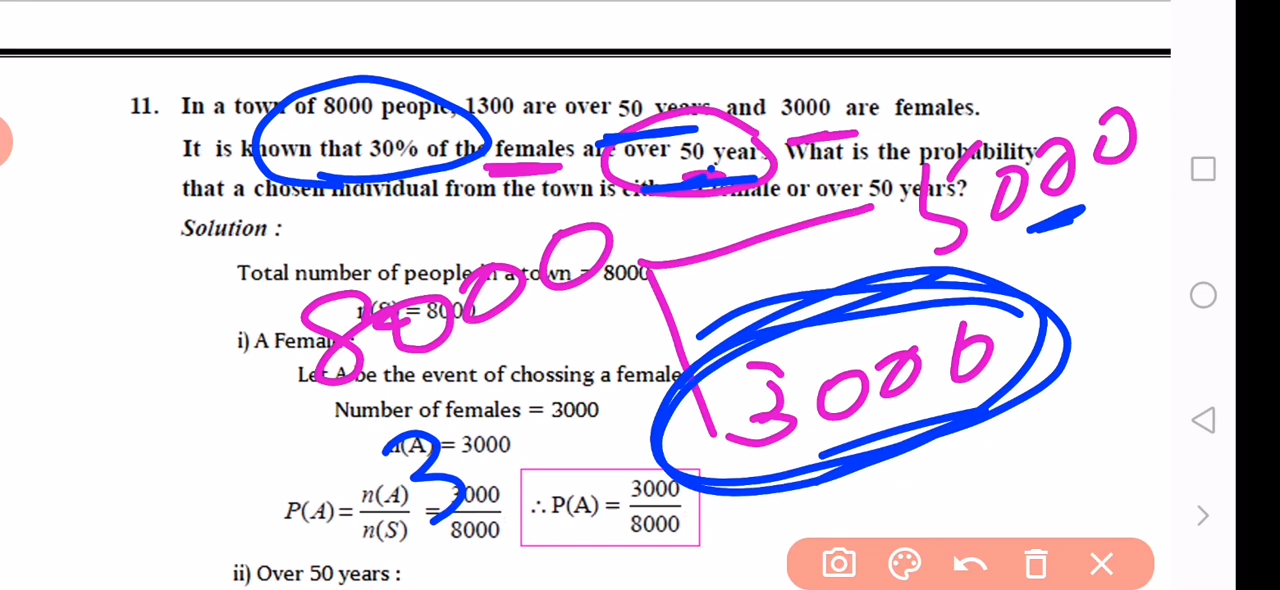 11. In a town of 8000 people, 1300 are over 50 years and 3000 are females.
It is known that 30% of the females are over 50 years. What is the probability
that a chosen individual from the town is either a female or over 50 years?
5000
Solution :
Total number of people in a town = 8000
8000
n(S) = 8000
i) A Female
3000
Let A be the event of chossing a female
Number of females = 3000
n(A) = 3000
3
P(A) = n(A)/n(S) = 3000/8000 ∴ P(A) = 3000/8000
ii) Over 50 years :